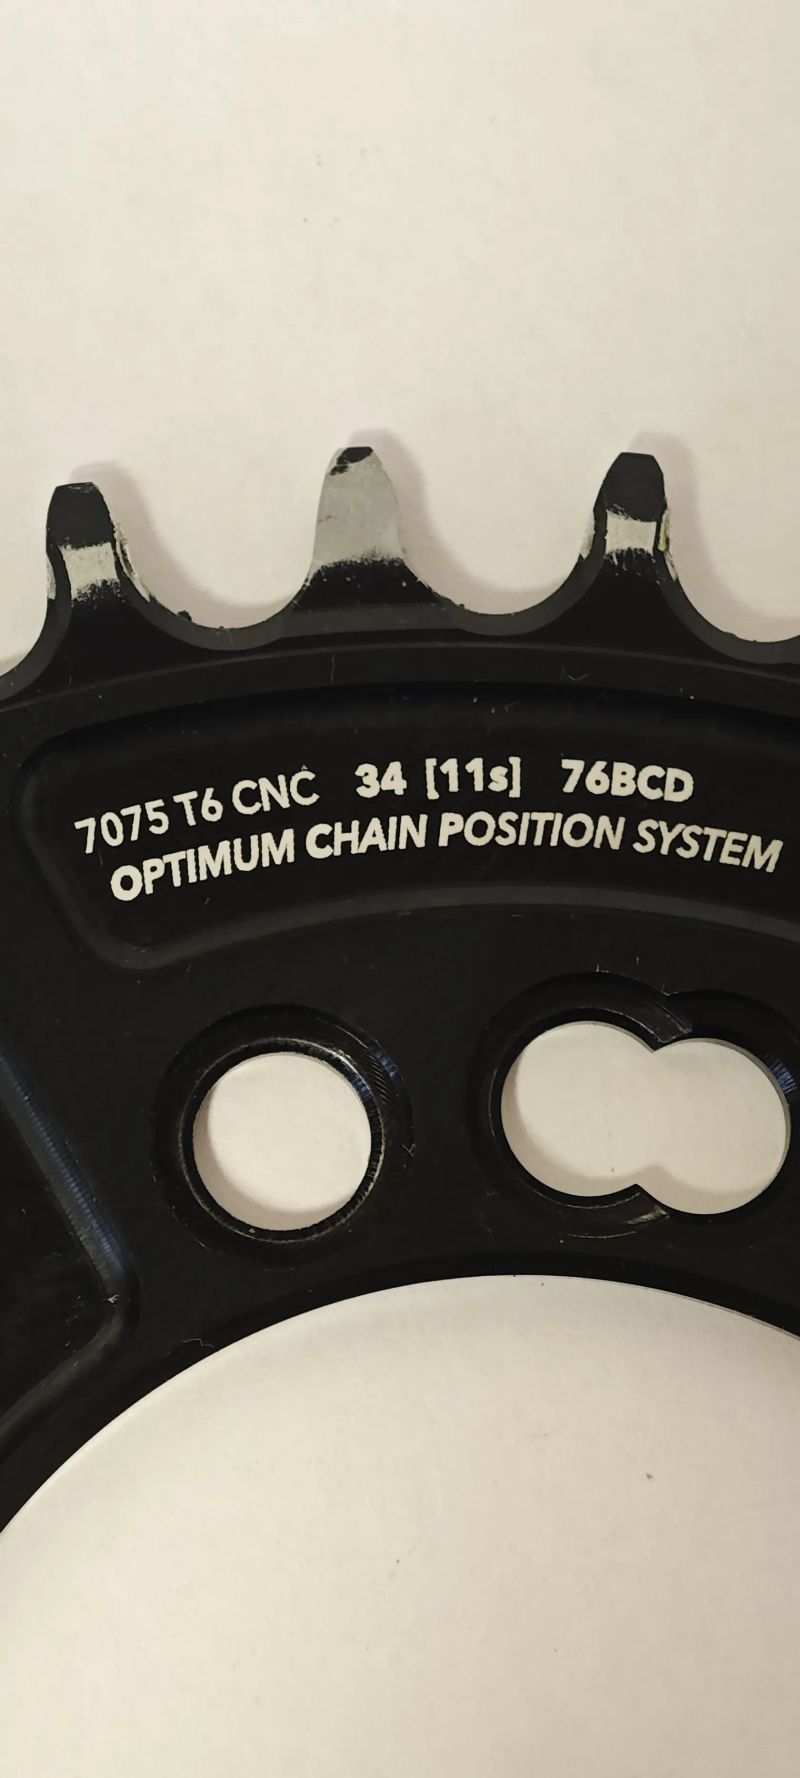 7075 T6 CNC 34 [11s] 76BCD
OPTIMUM CHAIN POSITION SYSTEM